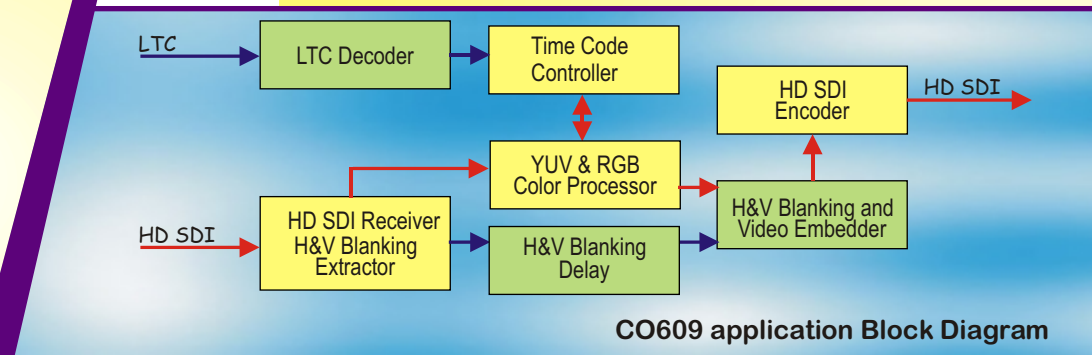 LTC
LTC Decoder
Time Code
Controller
HD SDI
Encoder
HD SDI
YUV & RGB
Color Processor
HD SDI
HD SDI Receiver
H&V Blanking
Extractor
H&V Blanking
Delay
H&V Blanking and
Video Embedder
CO609 application Block Diagram